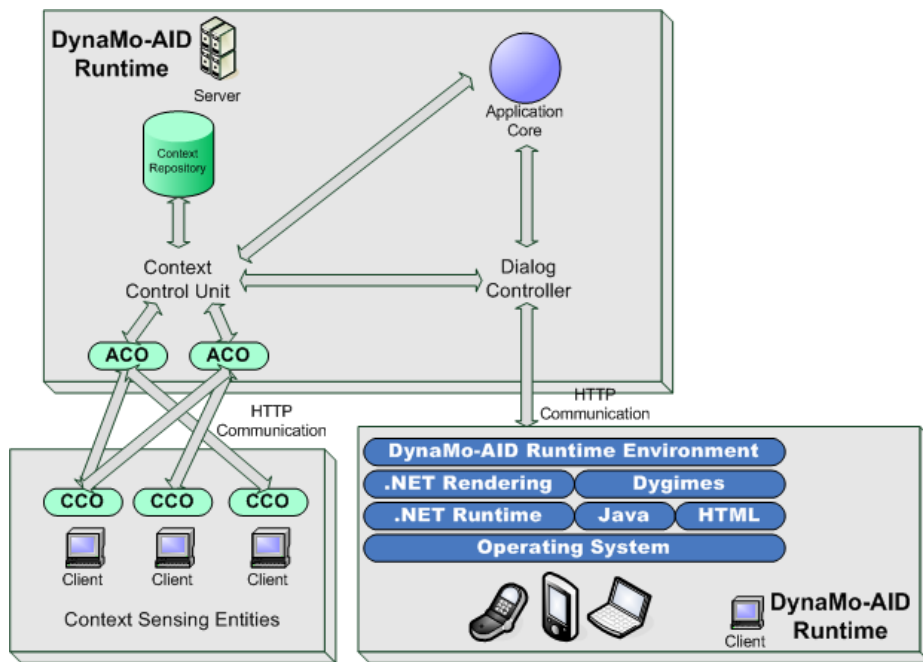 DynaMo-AID
Runtime
Server
Context
Repository
Application
Core
Context
Control Unit
Dialog
Controller
ACO
ACO
HTTP
Communication
HTTP
Communication
CCO
CCO
CCO
Client
Client
Client
Context Sensing Entities
DynaMo-AID Runtime Environment
.NET Rendering
Dygimes
.NET Runtime
Java
HTML
Operating System
Client
DynaMo-AID
Runtime